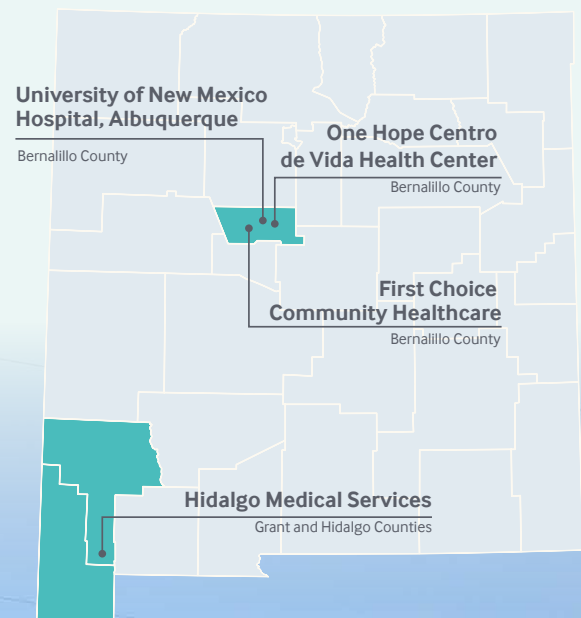 University of New Mexico
Hospital, Albuquerque
Bernalillo County
One Hope Centro
de Vida Health Center
Bernalillo County
First Choice
Community Healthcare
Bernalillo County
Hidalgo Medical Services
Grant and Hidalgo Counties